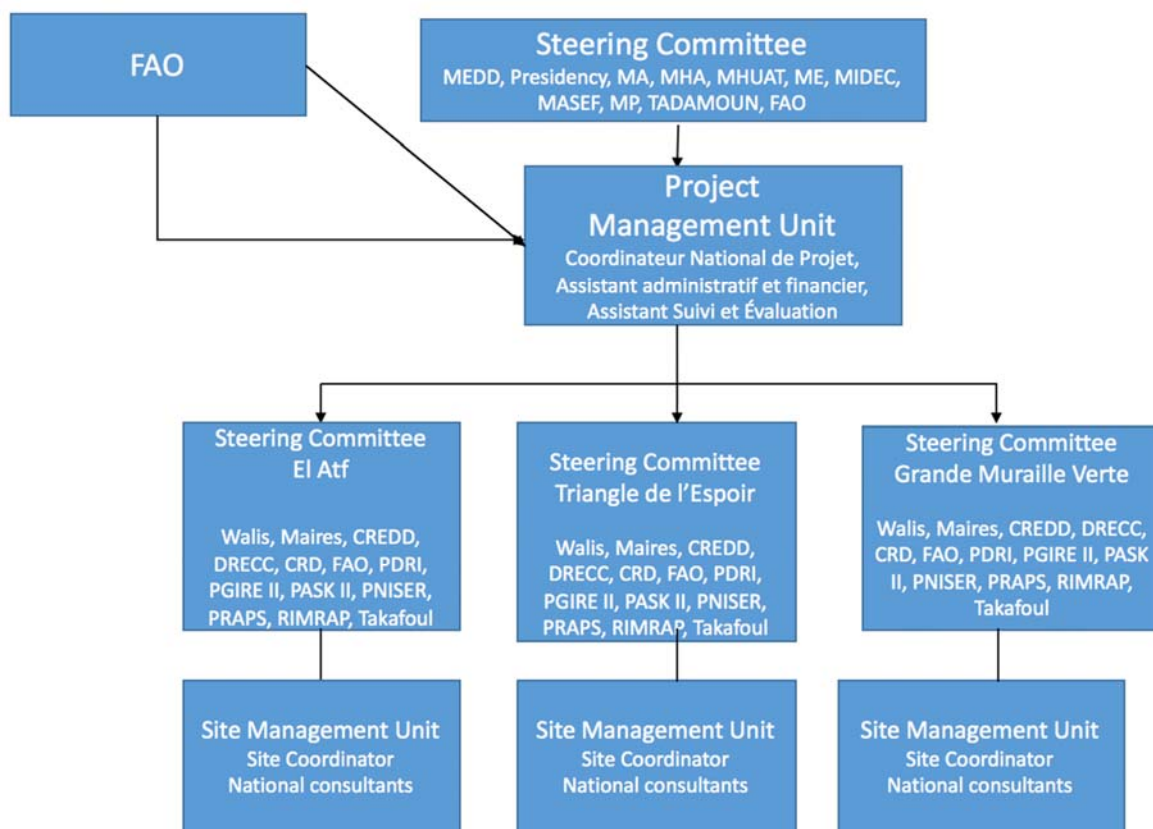 FAO
Steering Committee
MEDD, Presidency, MA, MHA, MHUAT, ME, MIDEC,
MASEF, MP, TADAMOUN, FAO
Project
Management Unit
Coordinateur National de Projet,
Assistant administratif et financier,
Assistant Suivi et Évaluation
Steering Committee
El Atf
Walis, Maires, CREDD,
DRECC, CRD, FAO, PDRI,
PGIRE II, PASK II, PNISER,
PRAPS, RIMRAP, Takafoul
Steering Committee
Triangle de l’Espoir
Walis, Maires, CREDD,
DRECC, CRD, FAO, PDRI,
PGIRE II, PASK II, PNISER,
PRAPS, RIMRAP, Takafoul
Steering Committee
Grande Muraille Verte
Walis, Maires, CREDD, DRECC,
CRD, FAO, PDRI, PGIRE II, PASK
II, PNISER, PRAPS, RIMRAP,
Takafoul
Site Management Unit
Site Coordinator
National consultants
Site Management Unit
Site Coordinator
National consultants
Site Management Unit
Site Coordinator
National consultants